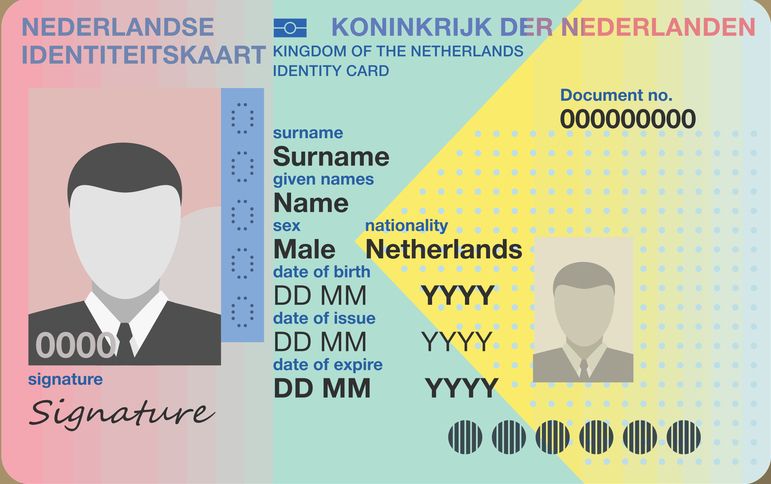 NEDERLANDSE
IDENTITEITSKAART
KONINKRIJK DER NEDERLANDEN
KINGDOM OF THE NETHERLANDS
IDENTITY CARD
Document no.
000000000
surname
Surname
given names
Name
sex nationality
Male Netherlands
date of birth
DD MM YYYY
date of issue
DD MM YYYY
date of expire
DD MM YYYY
0000
signature
Signature